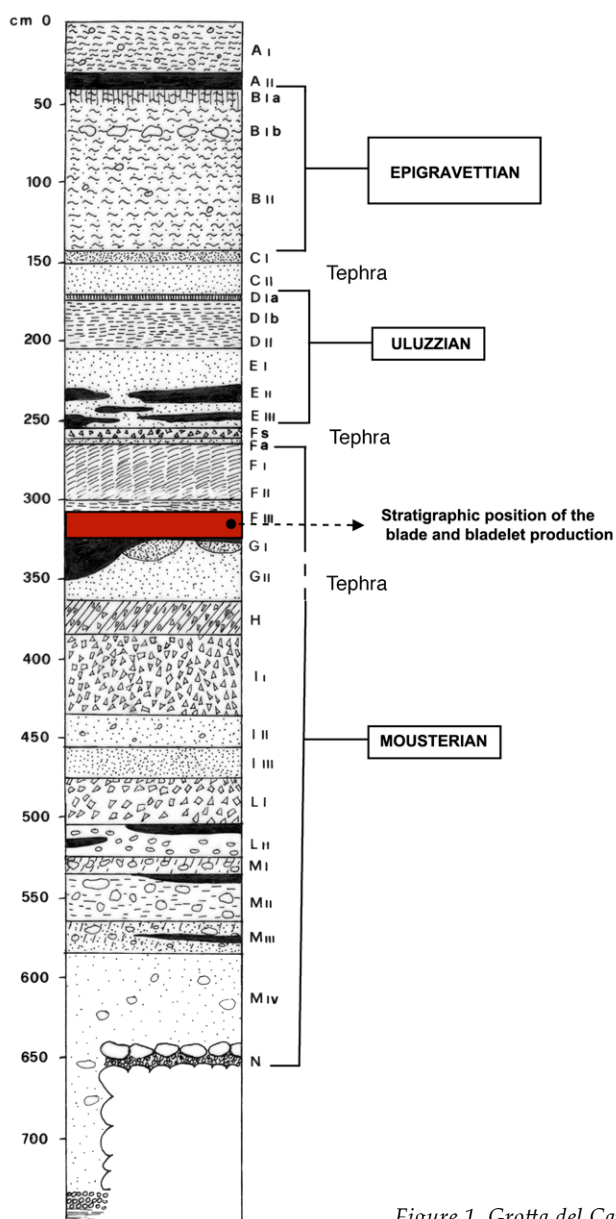 cm 0
A I
A II
B I a
50
B I b
EPIGRAVETTIAN
100
B II
C I
150
Tephra
C II
D I a
D I b
200
D II
ULUZZIAN
E I
E II
E III
250
Fs
Tephra
Fa
F I
F II
300
F III
Stratigraphic position of the
blade and bladelet production
G I
350
G II
Tephra
H
400
I I
450
I II
MOUSTERIAN
I III
L I
500
L II
M I
550
M II
M III
600
M IV
650
N
700
Figure 1. Grotta del Ca